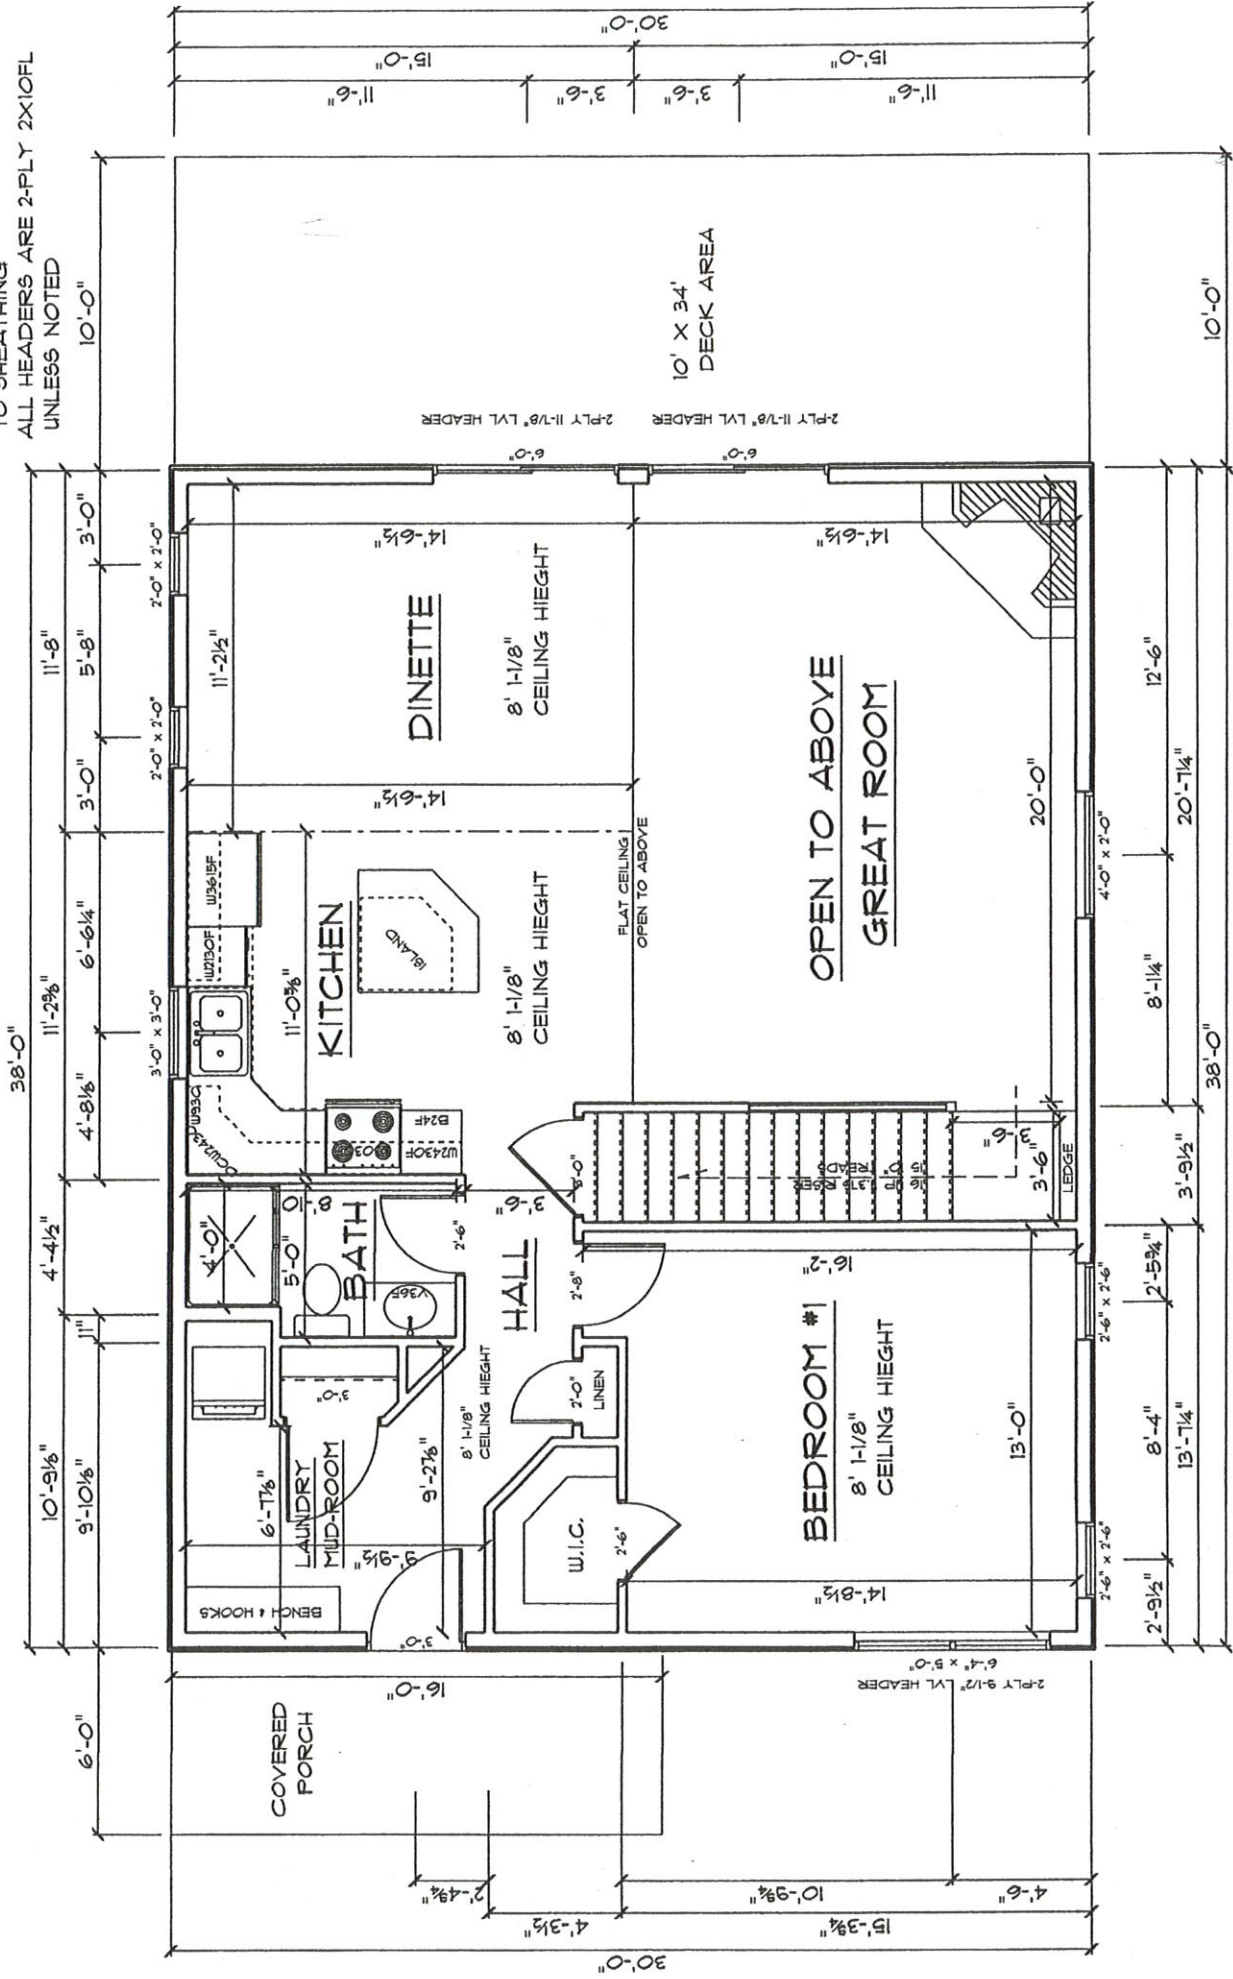 TO SHEATHING
ALL HEADERS ARE 2-PLY 2X10FL
UNLESS NOTED
30'-0"
15'-0"
15'-0"
11'-6"
3'-6"
3'-6"
11'-6"
10'-0"
10' X 34'
DECK AREA
10'-0"
2-PLY 11-7/8" LVL HEADER
2-PLY 11-7/8" LVL HEADER
6'-0"
6'-0"
38'-0"
11'-8"
3'-0"
5'-8"
3'-0"
2'-0" x 2'-0"
2'-0" x 2'-0"
11'-2½"
14'-6½"
14'-6½"
DINETTE
8' 1-1/8"
CEILING HIEGHT
14'-6½"
OPEN TO ABOVE
GREAT ROOM
20'-0"
12'-6"
20'-7¼"
4'-0" x 2'-0"
8'-1¼"
38'-0"
FLAT CEILING
OPEN TO ABOVE
11'-2⅝"
6'-6¼"
4'-8⅛"
3'-0" x 3'-0"
W3615F
W2130F
W930
DCW2430
11'-0⅝"
KITCHEN
ISLAND
8' 1-1/8"
CEILING HIEGHT
B24F
W2430F
3'-6"
3'-6"
LEDGE
3'-9½"
4'-4½"
11"
4'-0"
8'-10
5'-0"
BATH
V36F
2'-6"
3'-6"
HALL
2'-8"
16'-2"
2'-5¾"
2'-6" x 2'-6"
10'-9⅛"
9'-10⅛"
3'-0"
6'-7⅞"
LAUNDRY
MUD-ROOM
9'-2⅞"
9'-9½"
BENCH & HOOKS
3'-0"
8' 1-1/8"
CEILING HIEGHT
2'-0"
LINEN
W.I.C.
2'-6"
BEDROOM #1
8' 1-1/8"
CEILING HIEGHT
13'-0"
14'-8½"
8'-4"
13'-7¼"
2'-6" x 2'-6"
2'-9½"
6'-4" x 5'-0"
2-PLY 9-1/2" LVL HEADER
6'-0"
COVERED
PORCH
16'-0"
2'-4¾"
10'-9¾"
4'-6"
4'-3½"
15'-3¾"
30'-0"